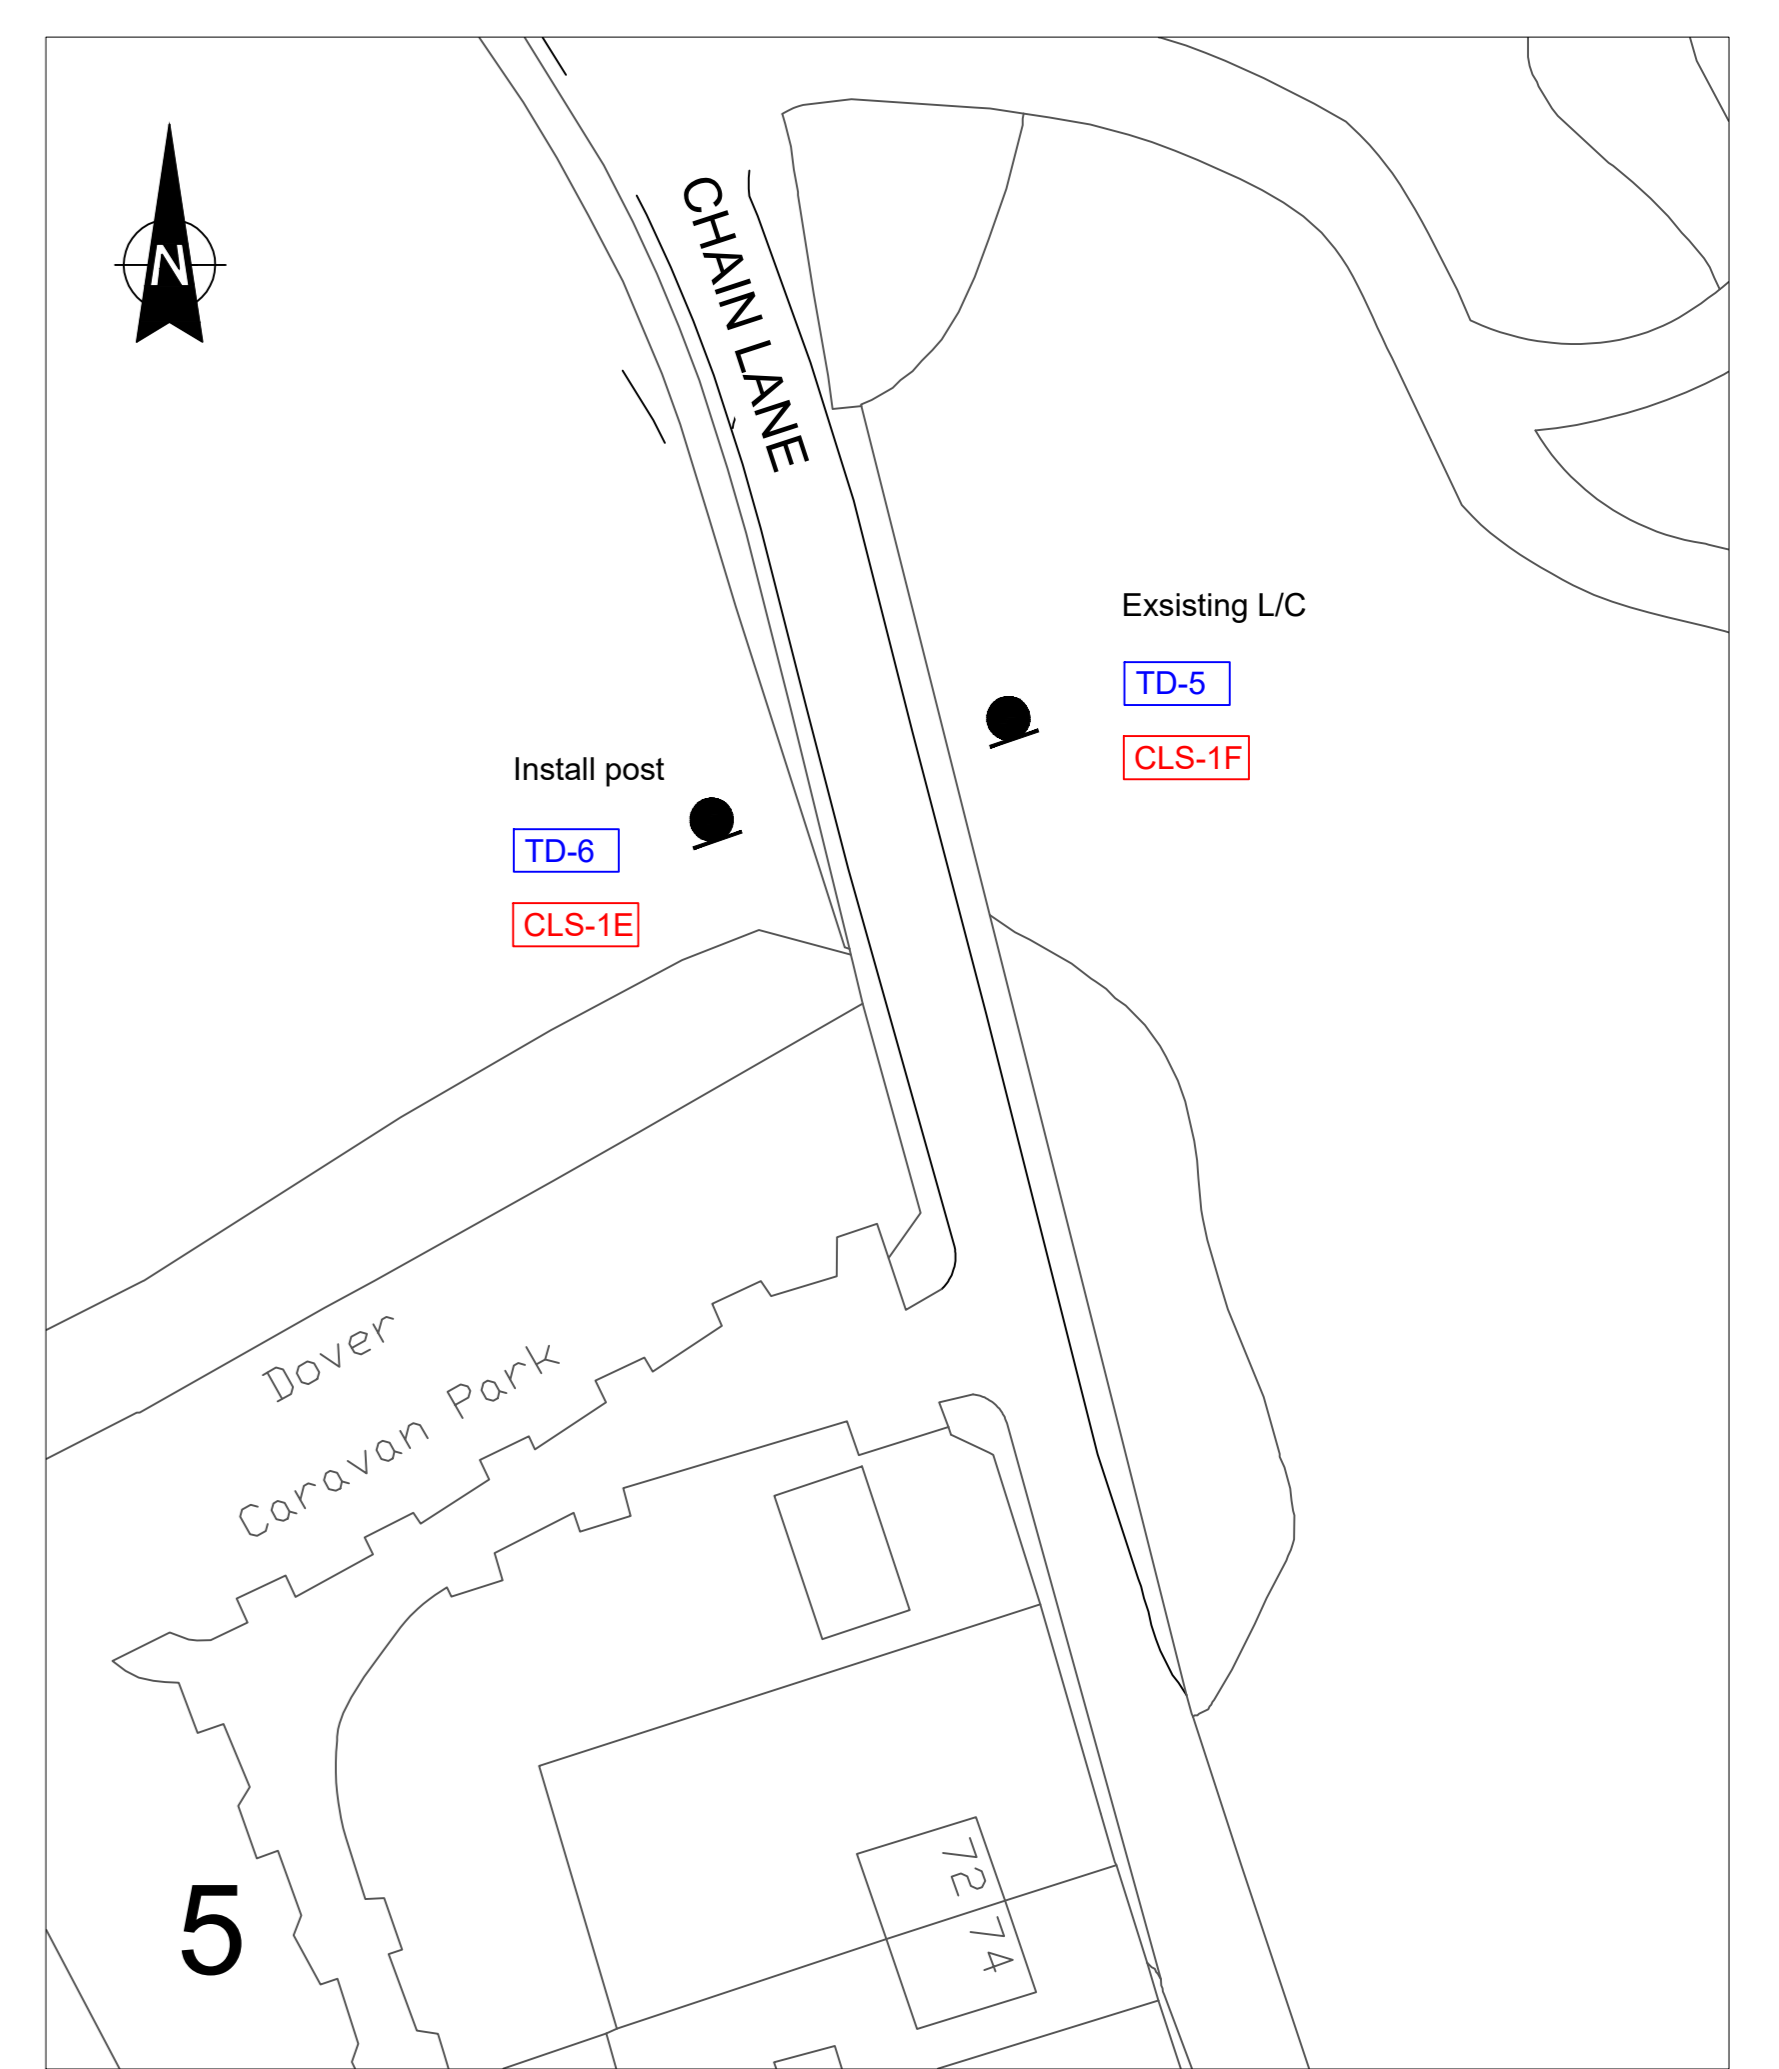 N
CHAIN LANE
Exsisting L/C
TD-5
CLS-1F
Install post
TD-6
CLS-1E
Dover
Caravan Park
72
74
5